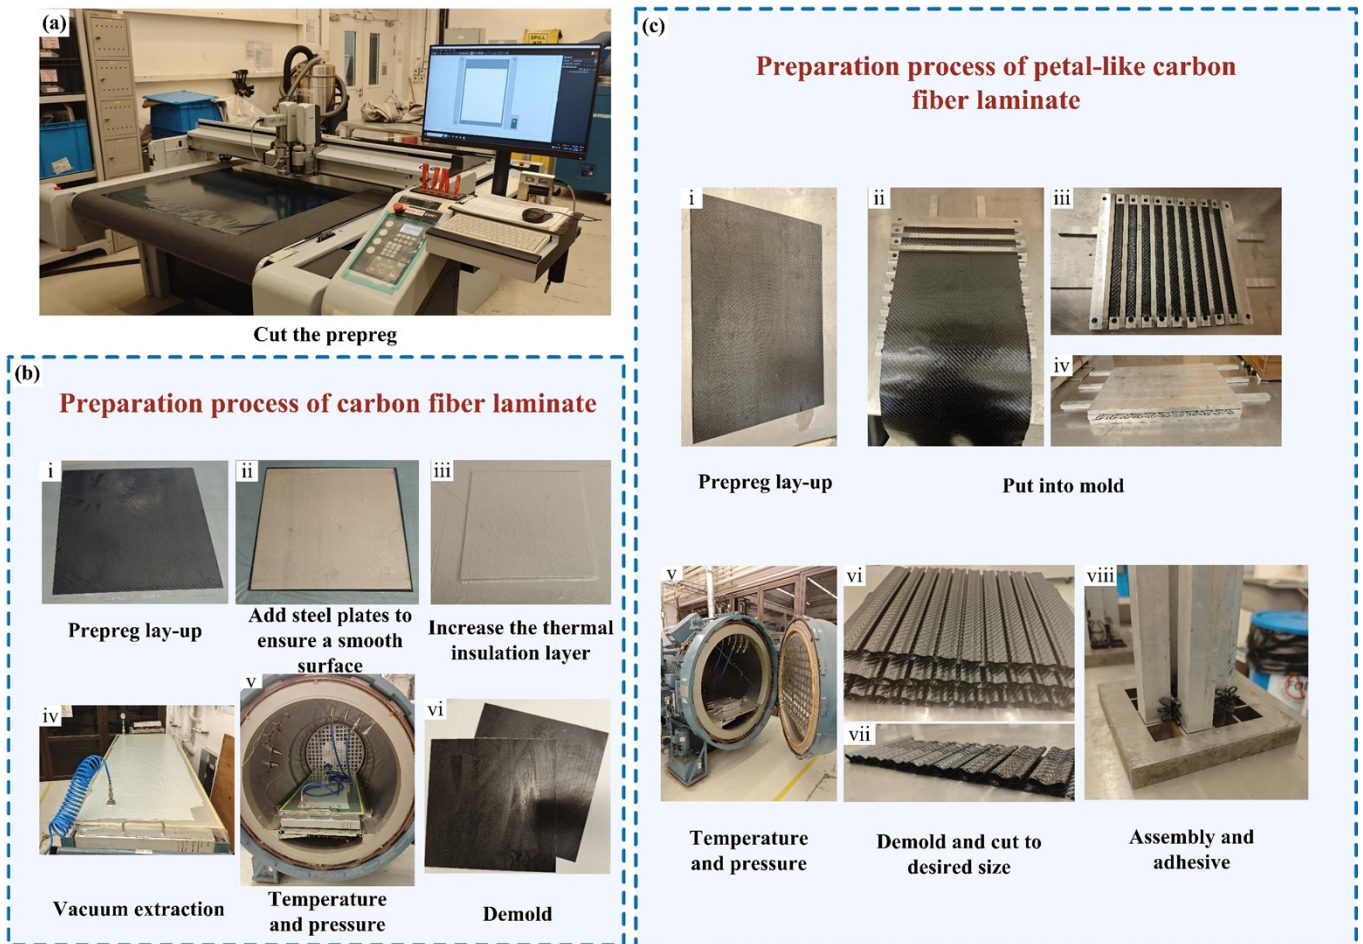 (a)
SPILL
KIT
Cut the prepreg
(b)
Preparation process of carbon fiber laminate
i
ii
iii
Prepreg lay-up
Add steel plates to
ensure a smooth
surface
Increase the thermal
insulation layer
iv
v
vi
Vacuum extraction
Temperature
and pressure
Demold
(c)
Preparation process of petal-like carbon
fiber laminate
i
ii
iii
iv
Prepreg lay-up
Put into mold
v
vi
vii
viii
Temperature
and pressure
Demold and cut to
desired size
Assembly and
adhesive